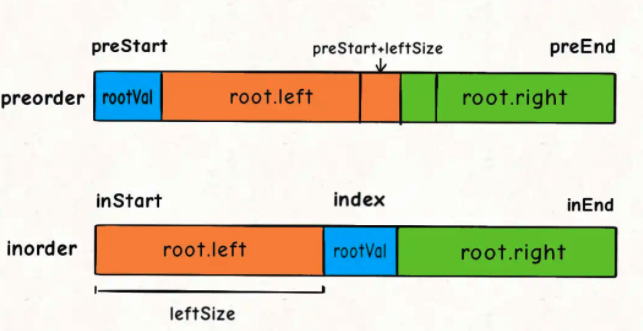 preStart preStart+leftSize preEnd
preorder rootVal root.left root.right
inStart index inEnd
inorder root.left rootVal root.right
leftSize